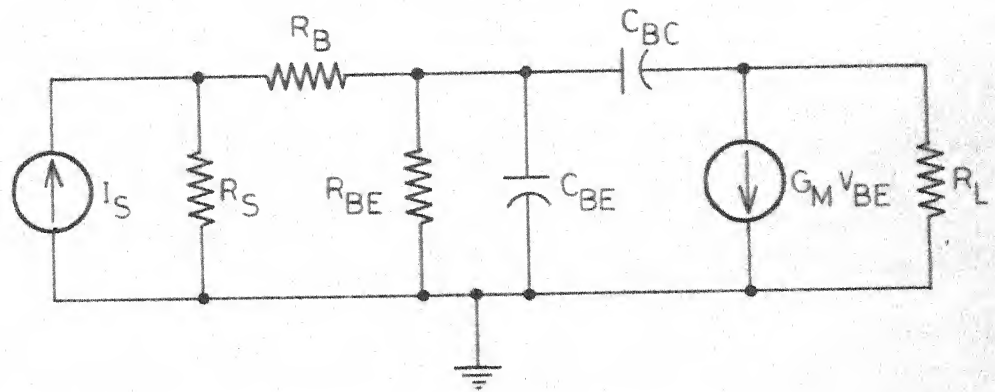 R_B
C_BC
I_S
R_S
R_BE
C_BE
G_M V_BE
R_L